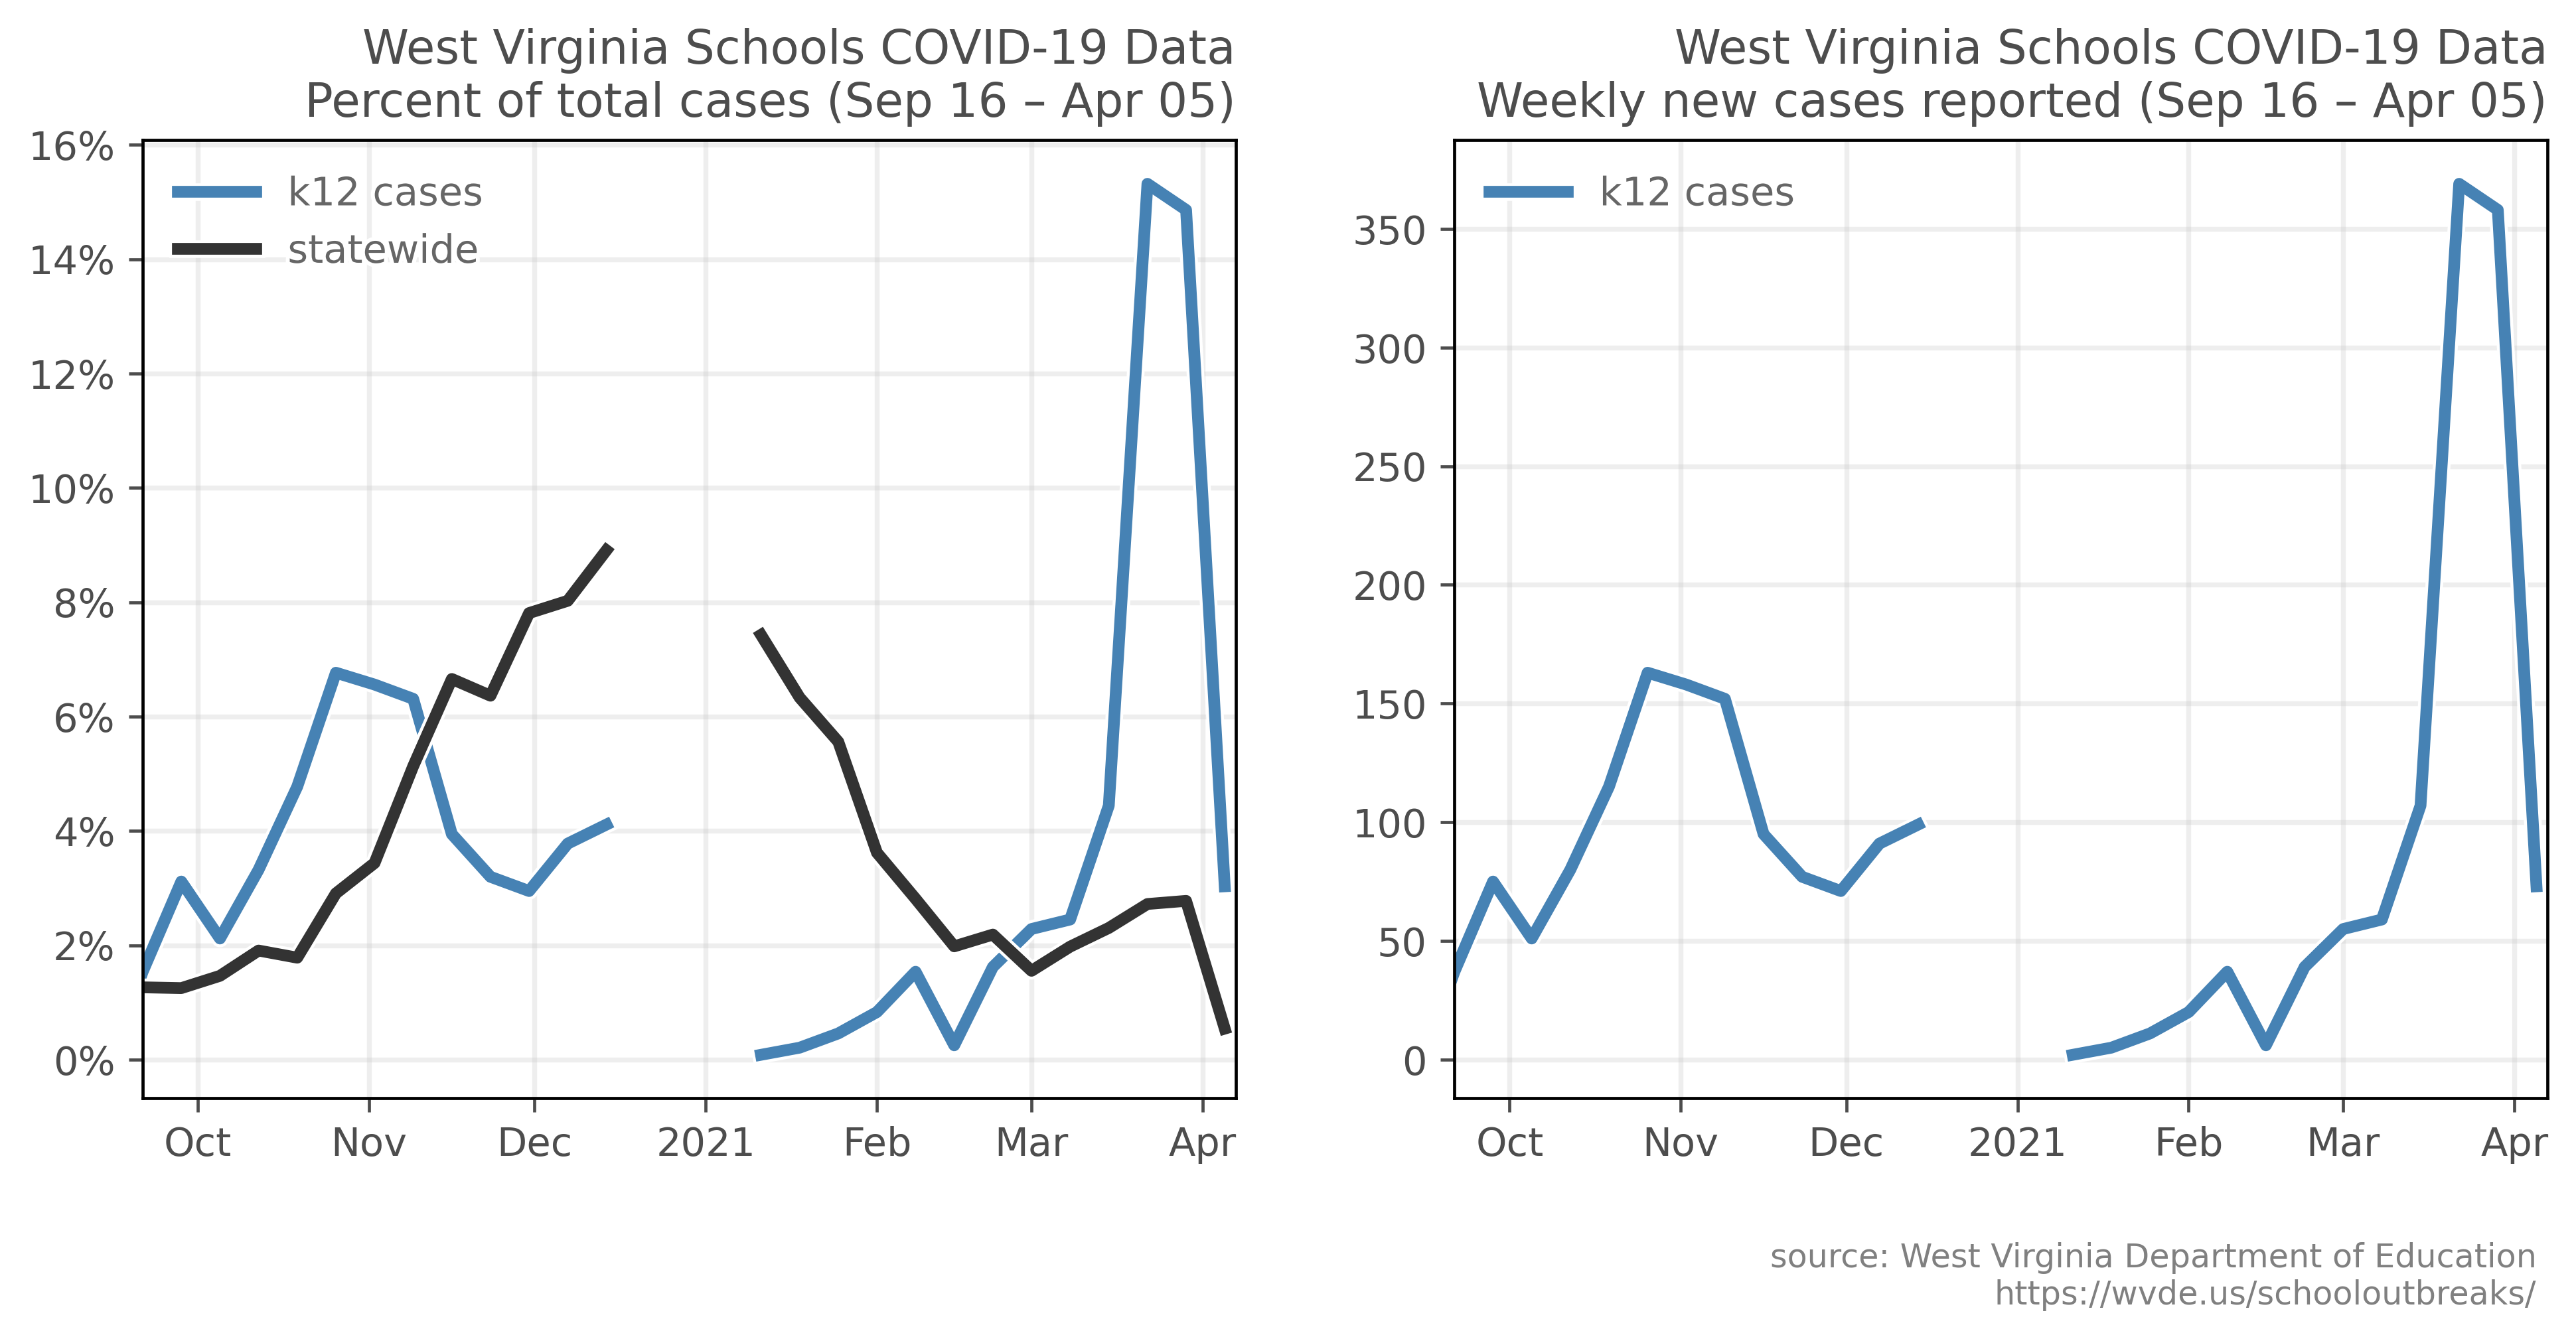 West Virginia Schools COVID-19 Data
Percent of total cases (Sep 16 – Apr 05)
16%
14%
12%
10%
8%
6%
4%
2%
0%
k12 cases
statewide
Oct Nov Dec 2021 Feb Mar Apr
West Virginia Schools COVID-19 Data
Weekly new cases reported (Sep 16 – Apr 05)
350
300
250
200
150
100
50
0
k12 cases
Oct Nov Dec 2021 Feb Mar Apr
source: West Virginia Department of Education
https://wvde.us/schooloutbreaks/